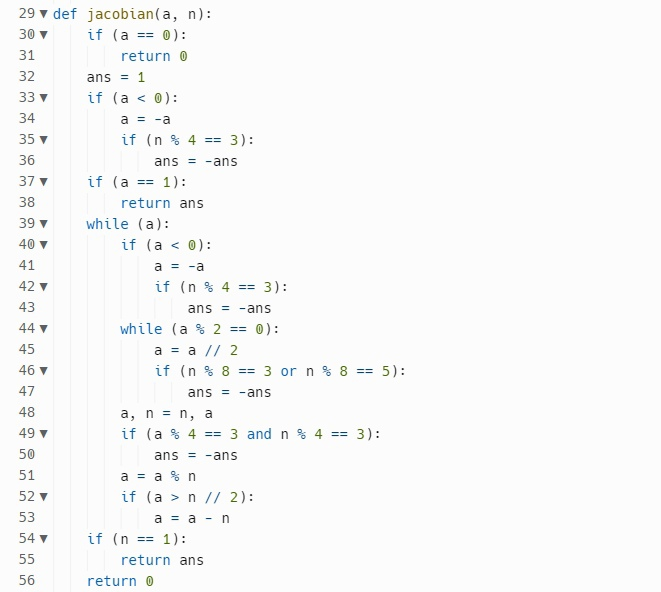 29 ▼ def jacobian(a, n):
30 ▼     if (a == 0):
31           return 0
32       ans = 1
33 ▼     if (a < 0):
34           a = -a
35 ▼         if (n % 4 == 3):
36               ans = -ans
37 ▼     if (a == 1):
38           return ans
39 ▼     while (a):
40 ▼         if (a < 0):
41               a = -a
42 ▼             if (n % 4 == 3):
43                   ans = -ans
44 ▼         while (a % 2 == 0):
45               a = a // 2
46 ▼             if (n % 8 == 3 or n % 8 == 5):
47                   ans = -ans
48           a, n = n, a
49 ▼         if (a % 4 == 3 and n % 4 == 3):
50               ans = -ans
51           a = a % n
52 ▼         if (a > n // 2):
53               a = a - n
54 ▼     if (n == 1):
55           return ans
56       return 0